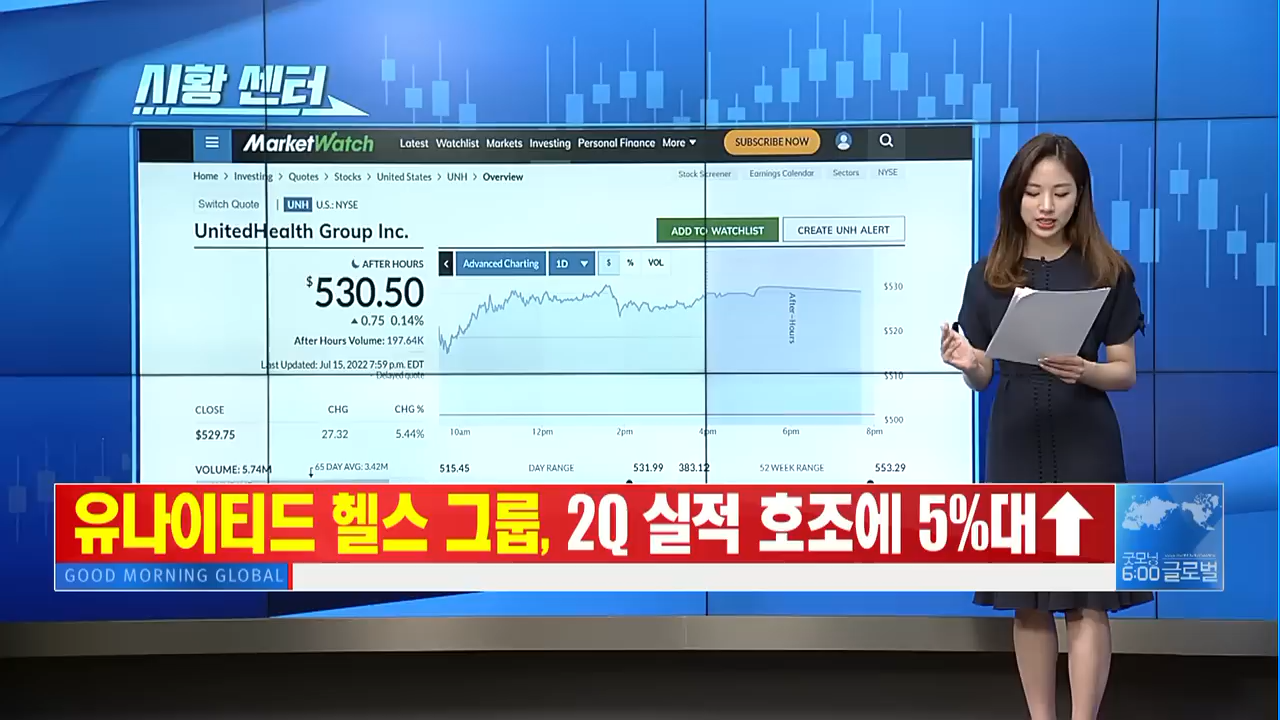 시황 센터
MarketWatch Latest Watchlist Markets Investing Personal Finance More SUBSCRIBE NOW
Home > Investing > Quotes > Stocks > United States > UNH > Overview
Stock Screener Earnings Calendar Sectors NYSE
Switch Quote | UNH U.S.: NYSE
UnitedHealth Group Inc.
ADD TO WATCHLIST CREATE UNH ALERT
AFTER HOURS
Advanced Charting 1D $ % VOL
$530.50
0.75 0.14%
After Hours Volume: 197.64K
Last Updated: Jul 15, 2022 7:59 p.m. EDT
Delayed quote
After-Hours
$530
$520
$510
$500
10am 12pm 2pm 4pm 6pm 8pm
CLOSE CHG CHG %
$529.75 27.32 5.44%
VOLUME: 5.74M 65 DAY AVG: 3.42M
515.45 DAY RANGE 531.99 383.12 52 WEEK RANGE 553.29
유나이티드 헬스 그룹, 2Q 실적 호조에 5%대↑
GOOD MORNING GLOBAL
굿모닝
6:00 글로벌